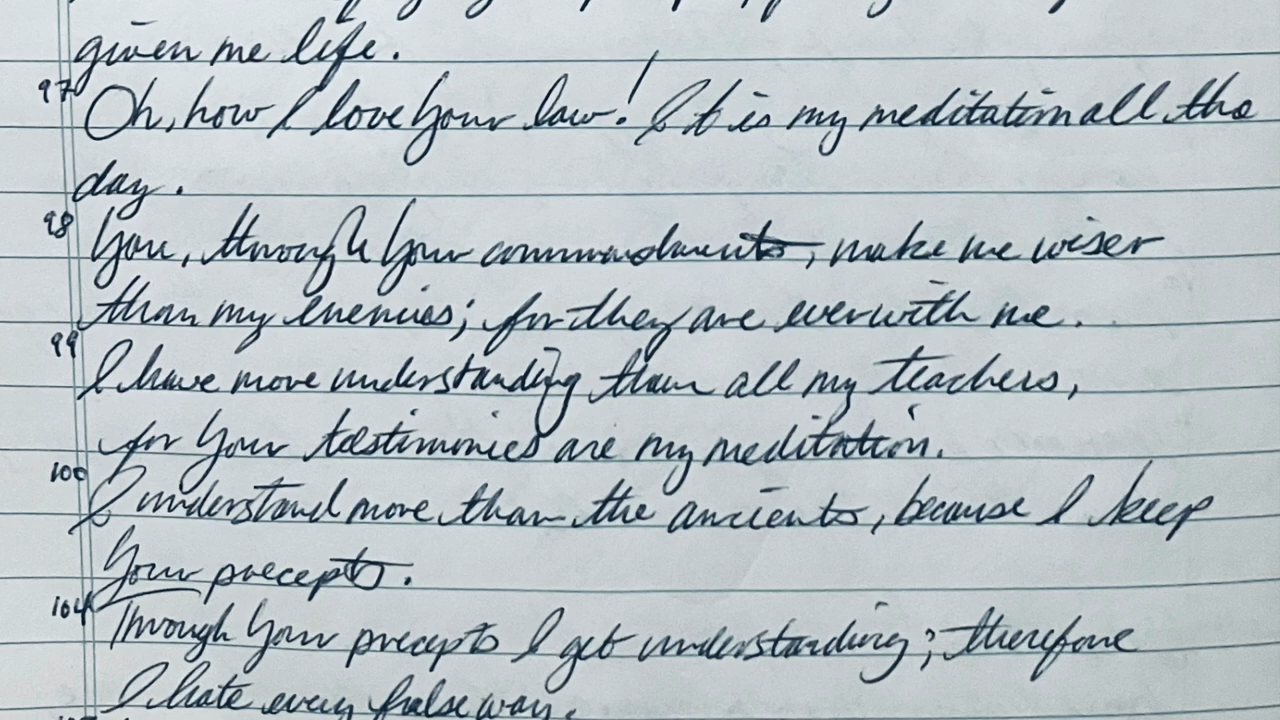 given me life.
97 Oh, how I love Your law! It is my meditation all the
day.
98 You, through Your commandments, make me wiser
than my enemies; for they are ever with me.
99 I have more understanding than all my teachers,
for Your testimonies are my meditation.
100 I understand more than the ancients, because I keep
Your precepts.
104 Through Your precepts I get understanding; therefore
I hate every false way.